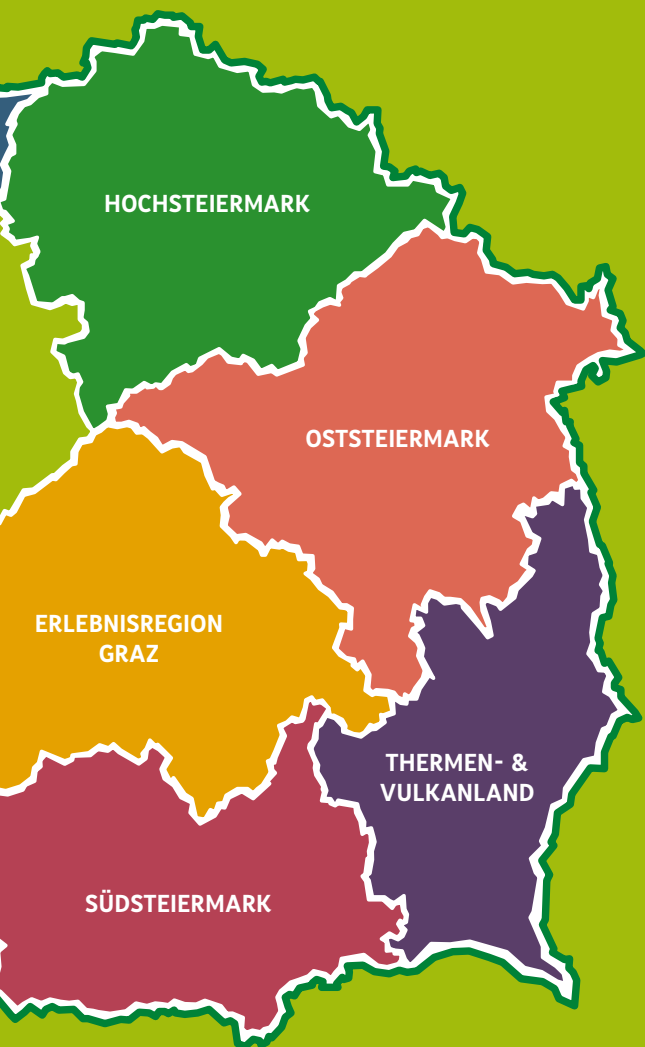 HOCHSTEIERMARK
OSTSTEIERMARK
ERLEBNISREGION
GRAZ
THERMEN- &
VULKANLAND
SÜDSTEIERMARK